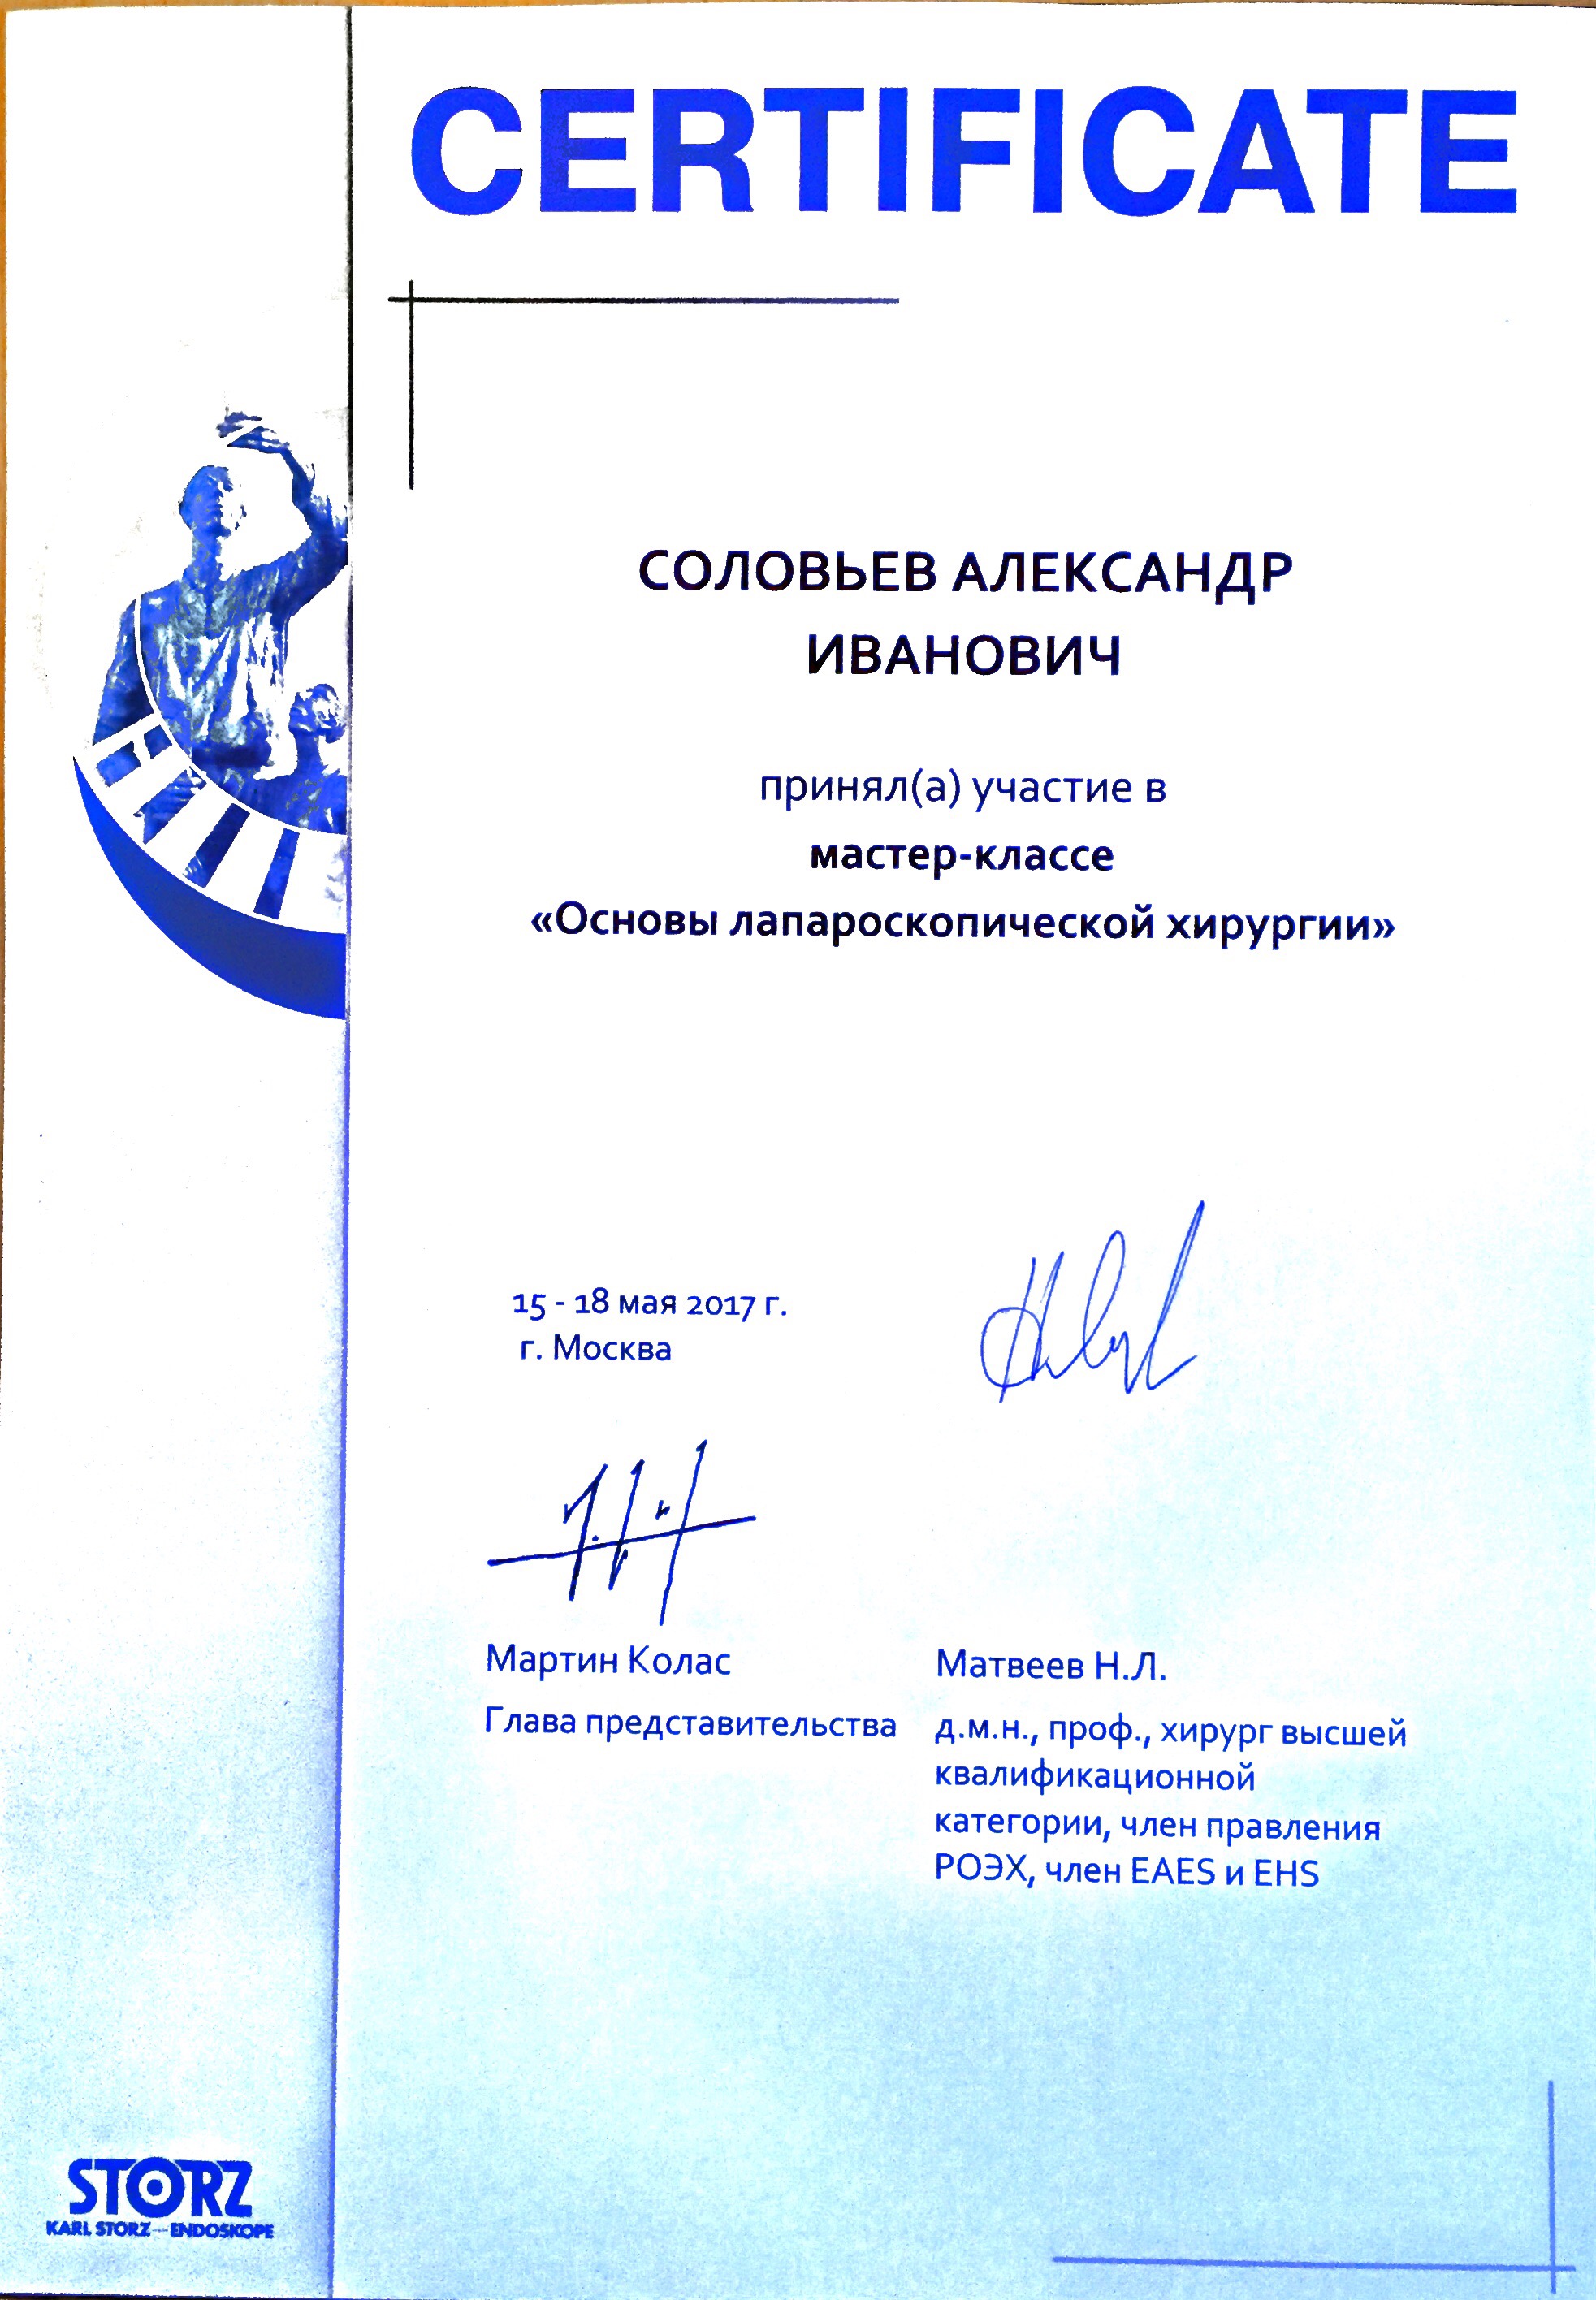 CERTIFICATE
СОЛОВЬЕВ АЛЕКСАНДР
ИВАНОВИЧ
принял(а) участие в
мастер-классе
«Основы лапароскопической хирургии»
15 - 18 мая 2017 г.
г. Москва
Мартин Колас
Глава представительства
Матвеев Н.Л.
д.м.н., проф., хирург высшей
квалификационной
категории, член правления
РОЭХ, член EAES и EHS
STORZ
KARL STORZ — ENDOSKOPE